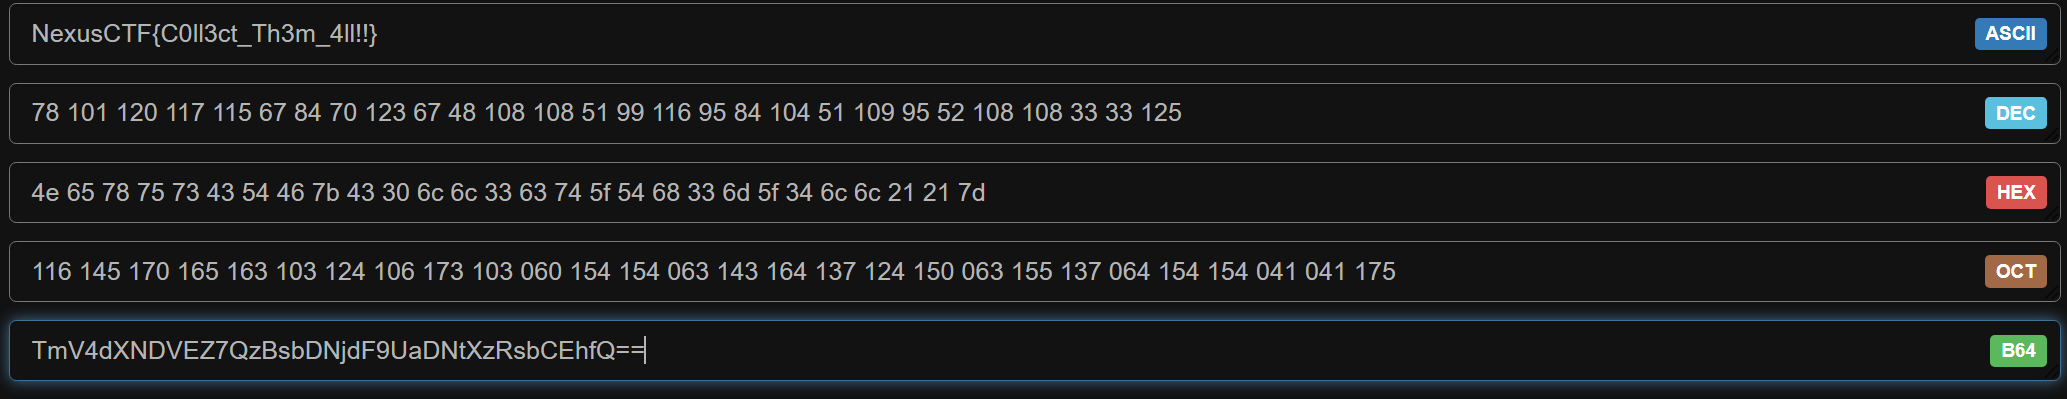 NexusCTF{C0ll3ct_Th3m_4ll!!} ASCII
78 101 120 117 115 67 84 70 123 67 48 108 108 51 99 116 95 84 104 51 109 95 52 108 108 33 33 125 DEC
4e 65 78 75 73 43 54 46 7b 43 30 6c 6c 33 63 74 5f 54 68 33 6d 5f 34 6c 6c 21 21 7d HEX
116 145 170 165 163 103 124 106 173 103 060 154 154 063 143 164 137 124 150 063 155 137 064 154 154 041 041 175 OCT
TmV4dXNDVEZ7QzBsbDNjdF9UaDNtXzRsbCEhfQ== B64